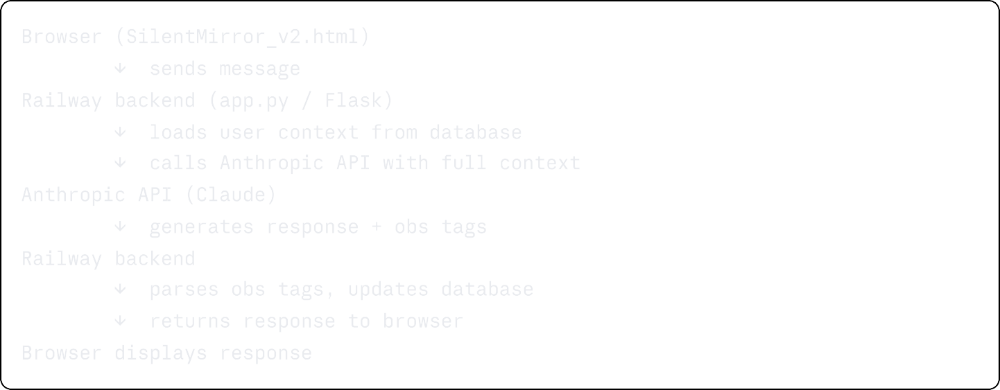 Browser (SilentMirror_v2.html)
↓ sends message
Railway backend (app.py / Flask)
↓ loads user context from database
↓ calls Anthropic API with full context
Anthropic API (Claude)
↓ generates response + obs tags
Railway backend
↓ parses obs tags, updates database
↓ returns response to browser
Browser displays response